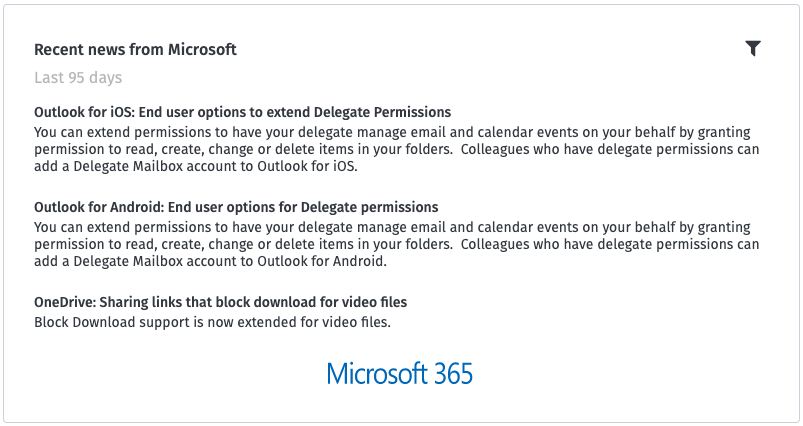 Recent news from Microsoft
Last 95 days
Outlook for iOS: End user options to extend Delegate Permissions
You can extend permissions to have your delegate manage email and calendar events on your behalf by granting
permission to read, create, change or delete items in your folders.  Colleagues who have delegate permissions can
add a Delegate Mailbox account to Outlook for iOS.
Outlook for Android: End user options for Delegate permissions
You can extend permissions to have your delegate manage email and calendar events on your behalf by granting
permission to read, create, change or delete items in your folders.  Colleagues who have delegate permissions can
add a Delegate Mailbox account to Outlook for Android.
OneDrive: Sharing links that block download for video files
Block Download support is now extended for video files.
Microsoft 365